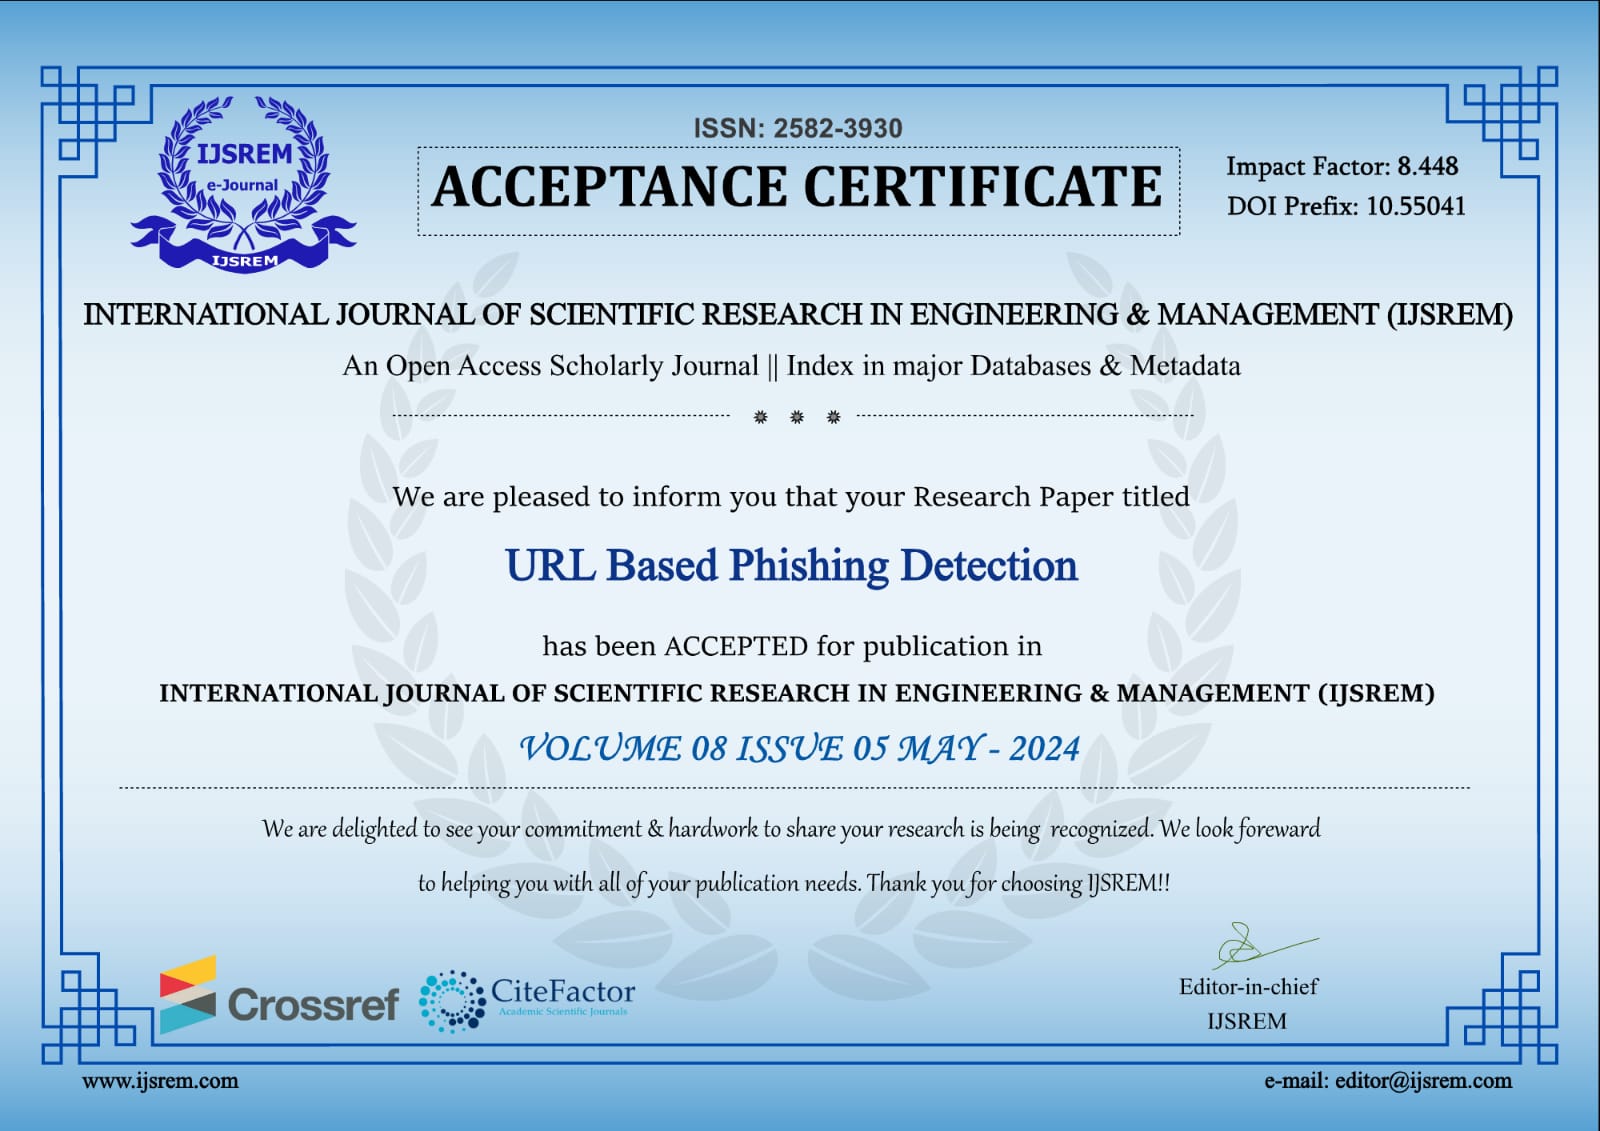 IJSREM
e-Journal
IJSREM
ISSN: 2582-3930
ACCEPTANCE CERTIFICATE
Impact Factor: 8.448
DOI Prefix: 10.55041
INTERNATIONAL JOURNAL OF SCIENTIFIC RESEARCH IN ENGINEERING & MANAGEMENT (IJSREM)
An Open Access Scholarly Journal || Index in major Databases & Metadata
We are pleased to inform you that your Research Paper titled
URL Based Phishing Detection
has been ACCEPTED for publication in
INTERNATIONAL JOURNAL OF SCIENTIFIC RESEARCH IN ENGINEERING & MANAGEMENT (IJSREM)
VOLUME 08 ISSUE 05 MAY - 2024
We are delighted to see your commitment & hardwork to share your research is being recognized. We look foreward
to helping you with all of your publication needs. Thank you for choosing IJSREM!!
Crossref
CiteFactor
Academic Scientific Journals
Editor-in-chief
IJSREM
www.ijsrem.com
e-mail: editor@ijsrem.com